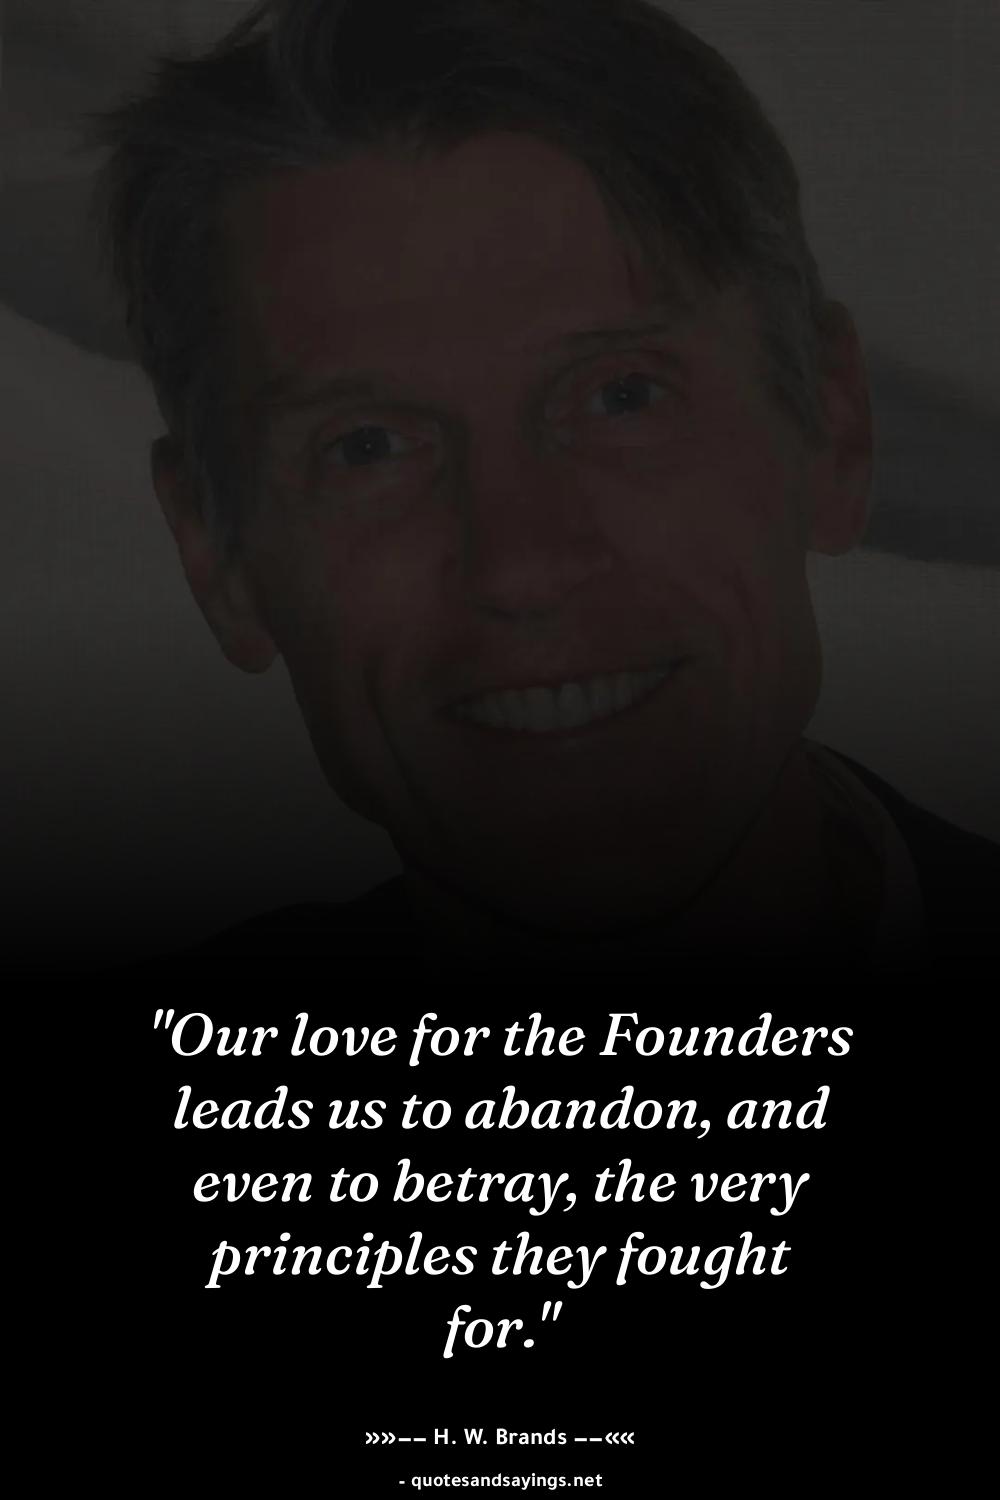 "Our love for the Founders
leads us to abandon, and
even to betray, the very
principles they fought
for."
»»—— H. W. Brands ——««
- quotesandsayings.net